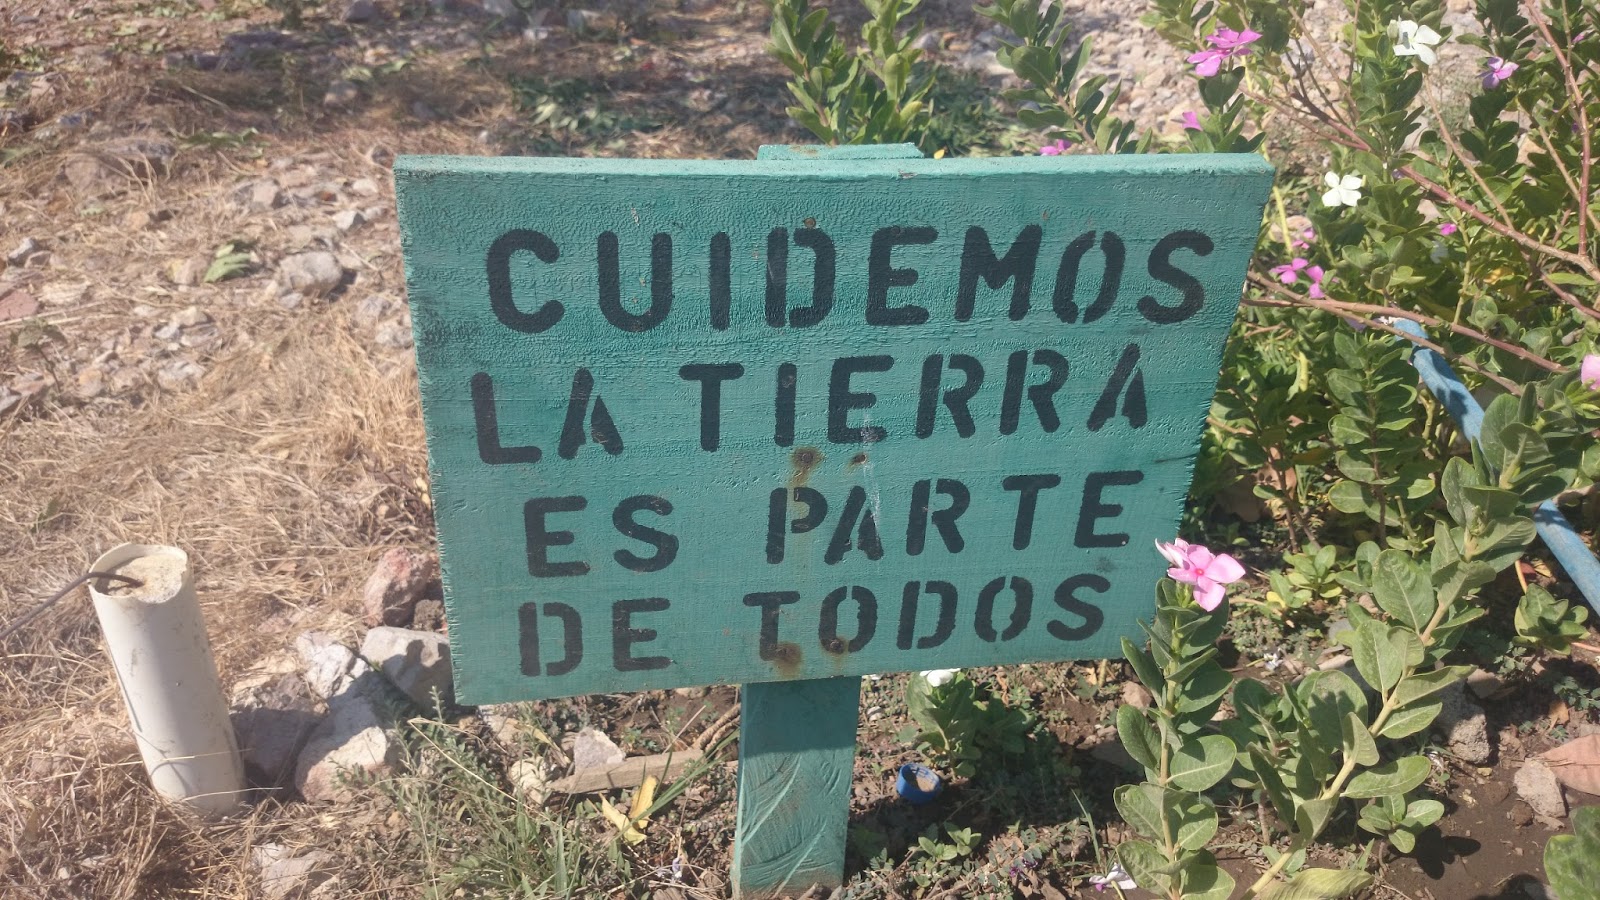 CUIDEMOS
LA TIERRA
ES PARTE
DE TODOS